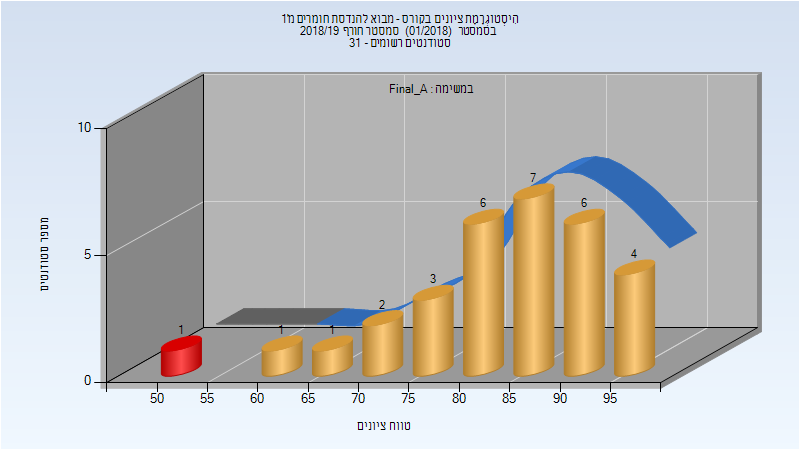 היסטוגרמת ציונים בקורס - מבוא להנדסת חומרים מ'1
בסמסטר (01/2018) סמסטר חורף 2018/19
סטודנטים רשומים - 31
במשימה : Final_A
מספר סטודנטים
10
5
0
1
1
1
2
3
6
7
6
4
50 55 60 65 70 75 80 85 90 95
טווח ציונים